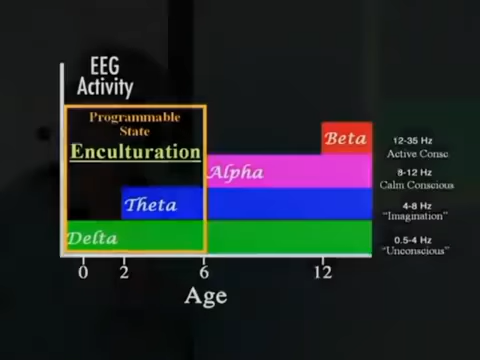 EEG
Activity
Programmable
State
Enculturation
Beta
12-35 Hz
Active Consc
Alpha
8-12 Hz
Calm Conscious
Theta
4-8 Hz
"Imagination"
Delta
0.5-4 Hz
"Unconscious"
0 2 6 12
Age